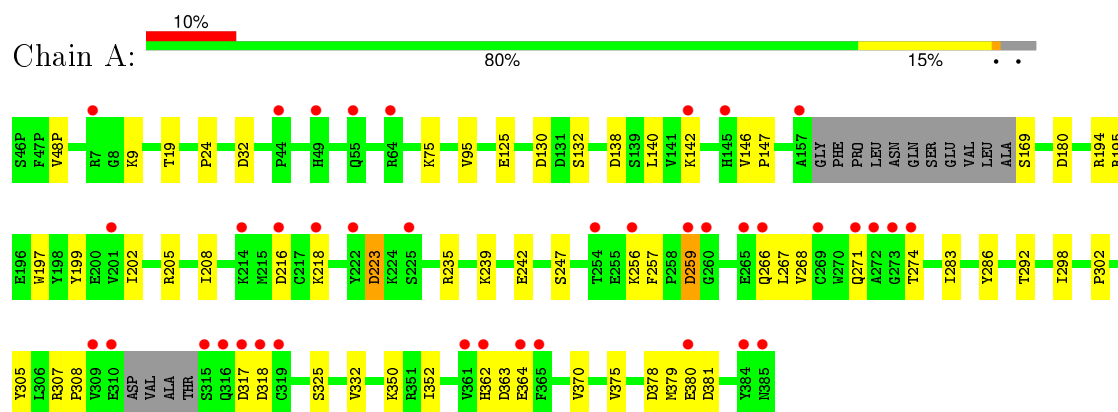 10%
Chain A:
80% 15%
S46P F47P V48P R7 G8 K9 T19 P24 D32 P44 H49 Q55 R64 K75 V95 E125 D130 D131 S132 D138 S139 L140 V141 K142 H145 V146 P147 A157 GLY PHE PRO LEU ASN GLN SER GLU VAL LEU ALA S169 D180 R194 R195
E196 W197 Y198 Y199 E200 V201 I202 R205 I208 K214 M215 D216 C217 K218 Y222 D223 K224 S225 R235 K239 E242 S247 T254 E255 K256 F257 P258 D259 G260 E265 Q266 L267 V268 C269 W270 Q271 A272 G273 T274 I283 Y286 T292 I298 P302
Y305 L306 R307 P308 V309 E310 ASP VAL ALA THR S315 Q316 D317 D318 C319 S325 V332 K350 R351 I352 V361 H362 D363 E364 F365 V370 V375 D378 M379 E380 D381 Y384 N385